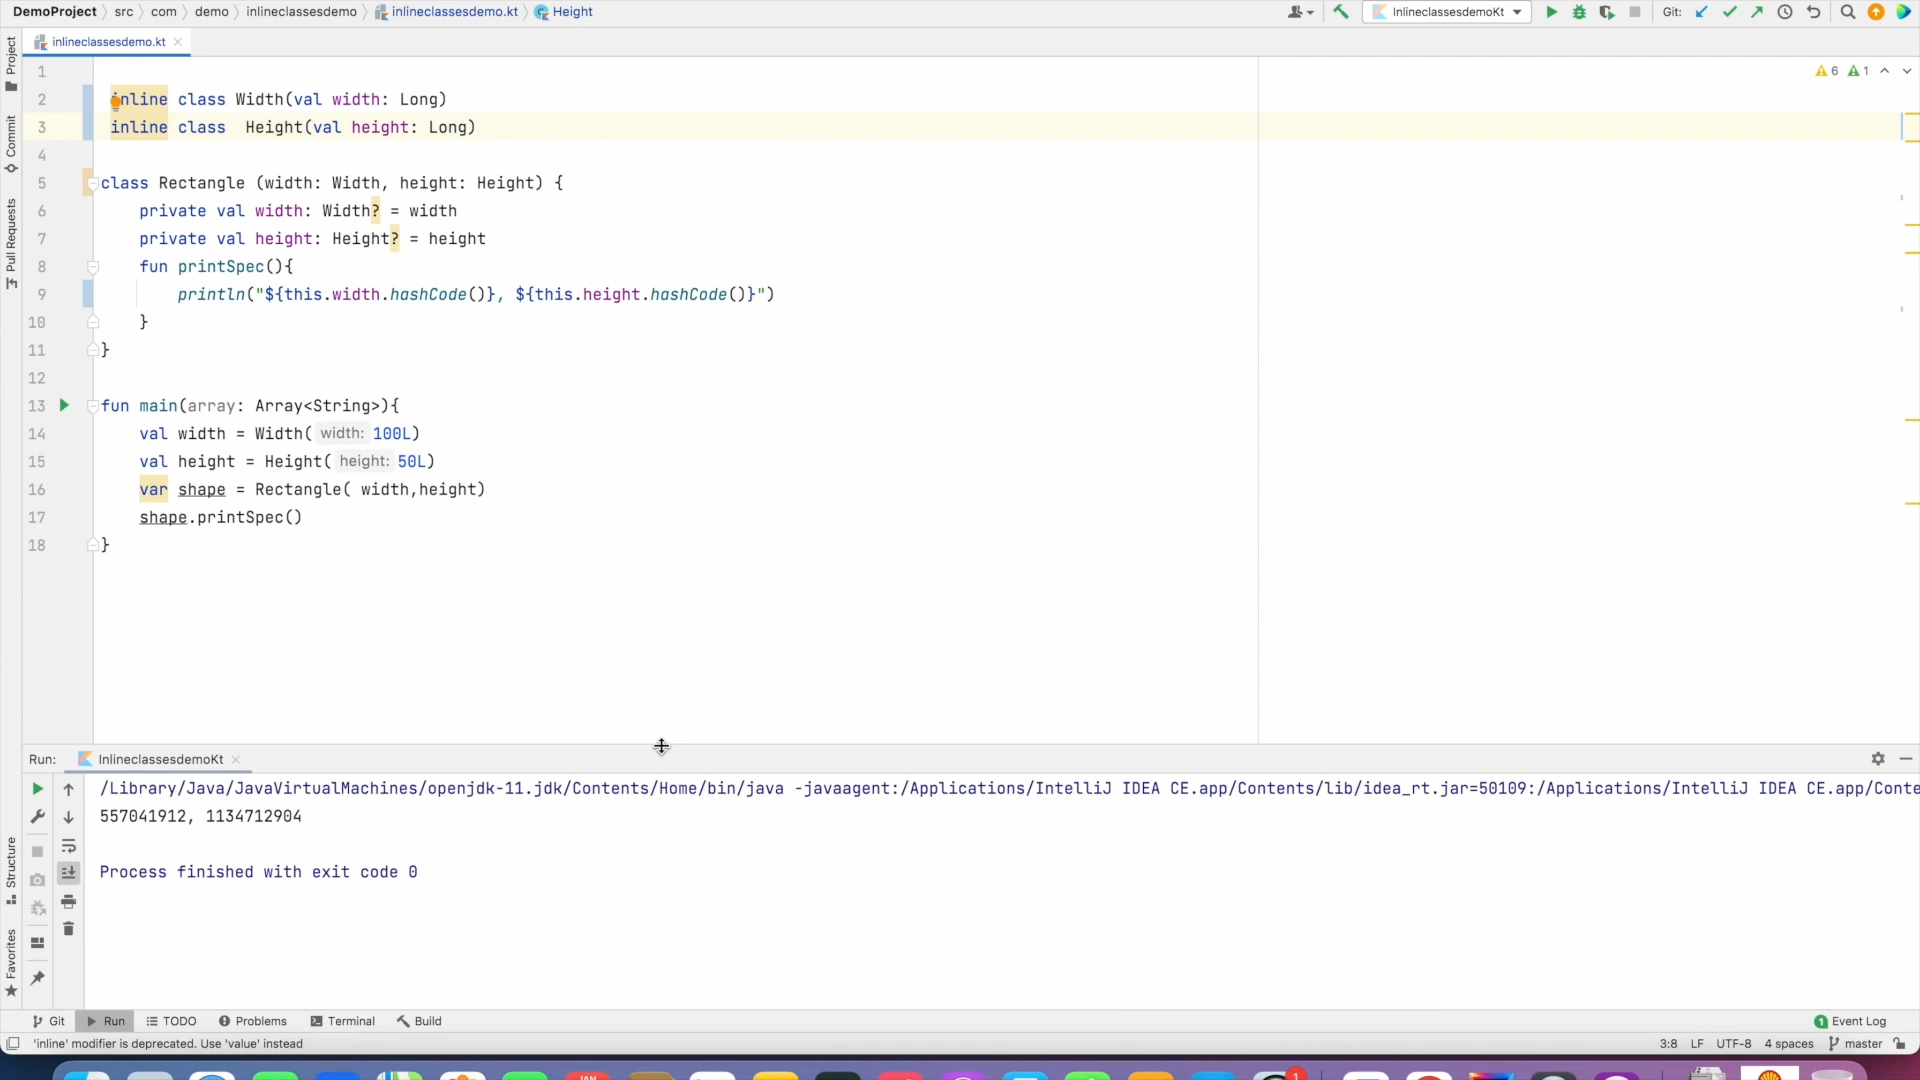 DemoProject src com demo inlineclassesdemo inlineclassesdemo.kt Height
InlineclassesdemoKt Git:
inlineclassesdemo.kt
Project
Commit
Pull Requests
6 1
1
2 inline class Width(val width: Long)
3 inline class  Height(val height: Long)
4
5 class Rectangle (width: Width, height: Height) {
6 private val width: Width? = width
7 private val height: Height? = height
8 fun printSpec(){
9 println("${this.width.hashCode()}, ${this.height.hashCode()}")
10 }
11 }
12
13 fun main(array: Array<String>){
14 val width = Width( width: 100L)
15 val height = Height( height: 50L)
16 var shape = Rectangle( width,height)
17 shape.printSpec()
18 }
Run: InlineclassesdemoKt
/Library/Java/JavaVirtualMachines/openjdk-11.jdk/Contents/Home/bin/java -javaagent:/Applications/IntelliJ IDEA CE.app/Contents/lib/idea_rt.jar=50109:/Applications/IntelliJ IDEA CE.app/Conte
557041912, 1134712904
Process finished with exit code 0
Structure
Favorites
Git Run TODO Problems Terminal Build 1 Event Log
'inline' modifier is deprecated. Use 'value' instead 3:8 LF UTF-8 4 spaces master
JAN 1